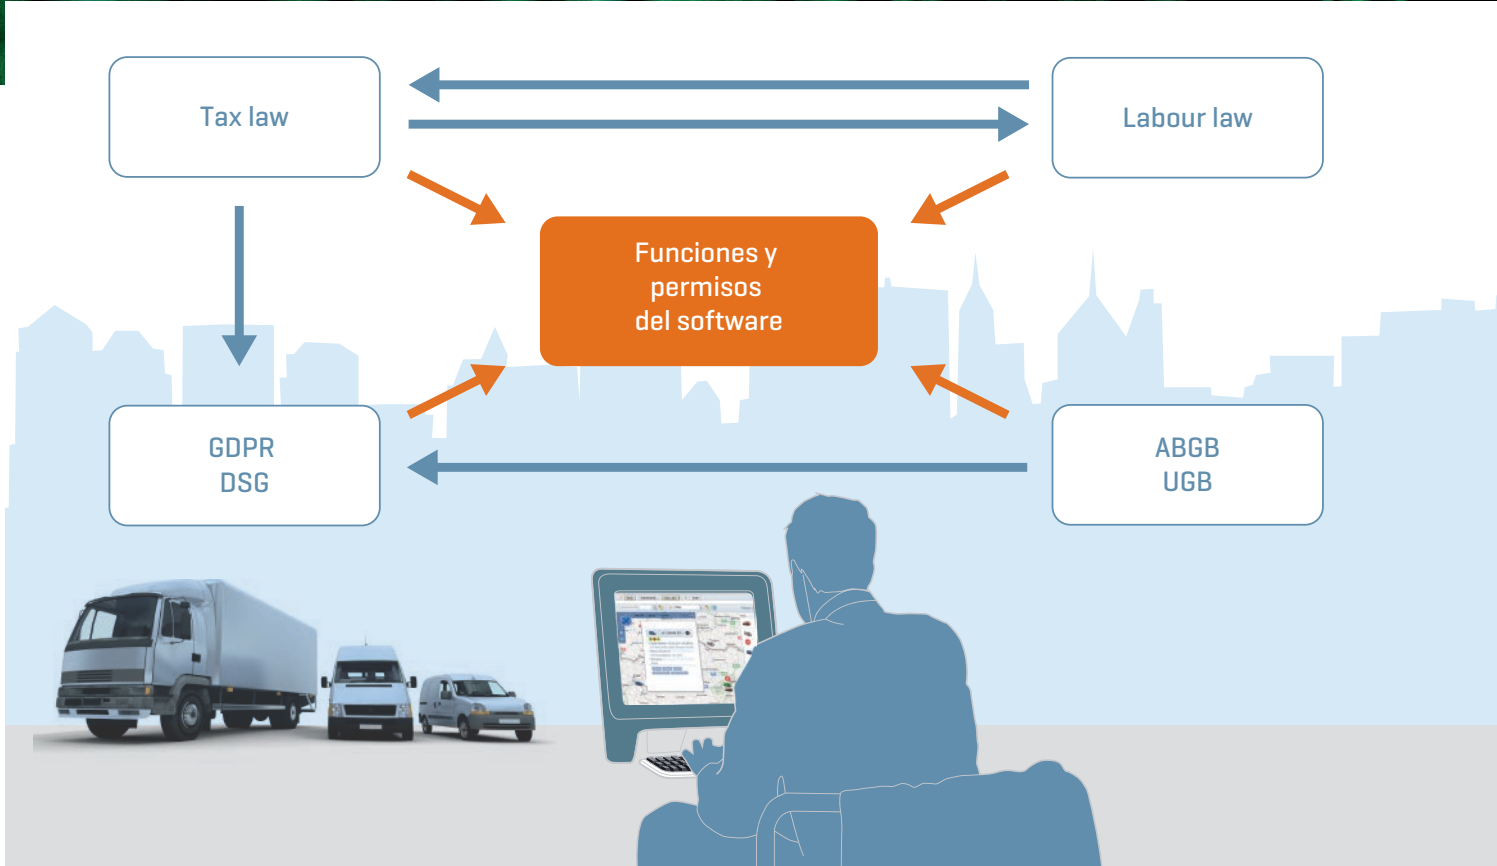 Tax law
Labour law
Funciones y
permisos
del software
GDPR
DSG
ABGB
UGB